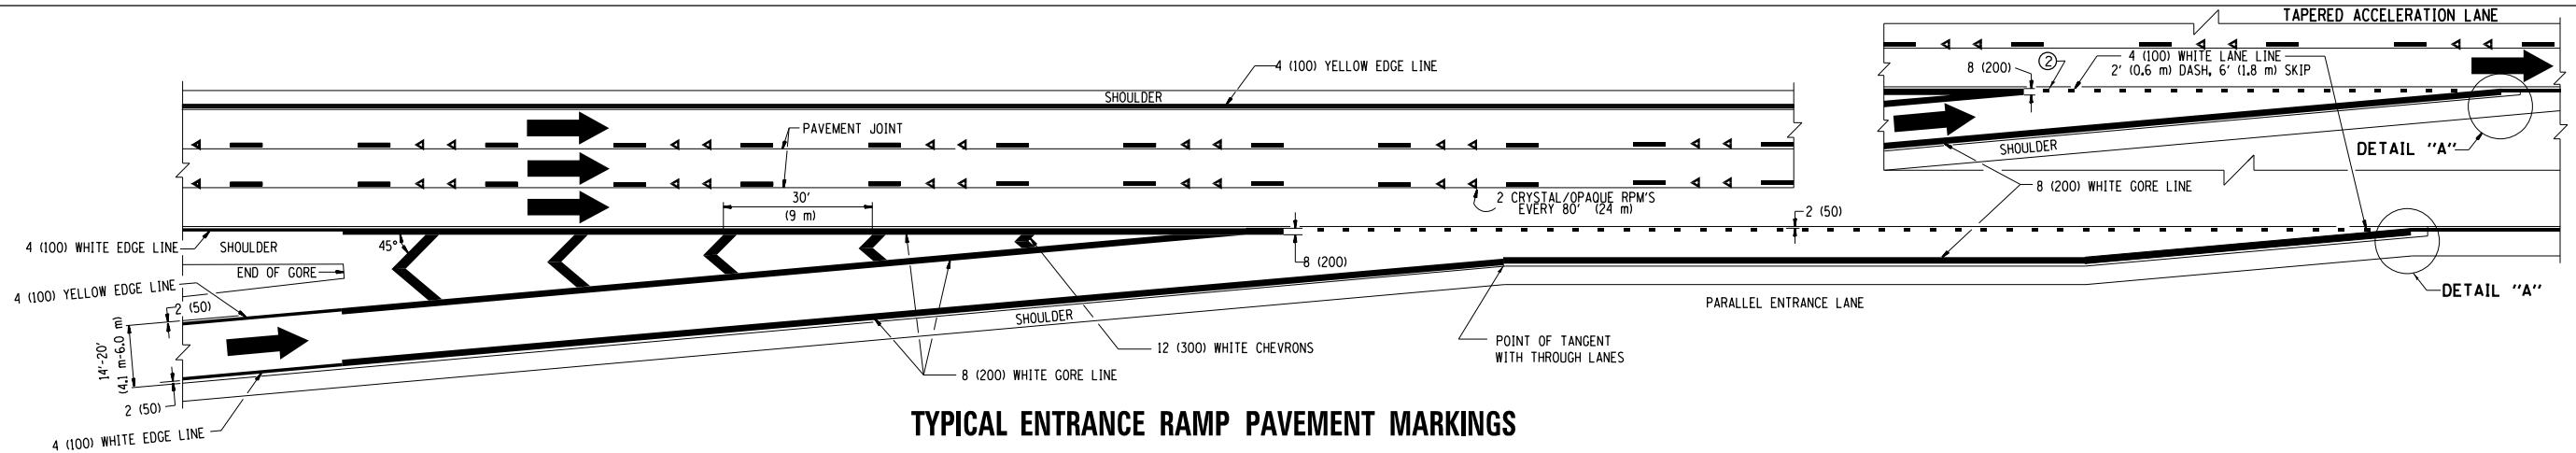 TAPERED ACCELERATION LANE
4 (100) YELLOW EDGE LINE
8 (200)
2
4 (100) WHITE LANE LINE
2' (0.6 m) DASH, 6' (1.8 m) SKIP
SHOULDER
PAVEMENT JOINT
SHOULDER
DETAIL "A"
8 (200) WHITE GORE LINE
30'
(9 m)
2 CRYSTAL/OPAQUE RPM'S
EVERY 80' (24 m)
2 (50)
4 (100) WHITE EDGE LINE
SHOULDER
45°
END OF GORE
8 (200)
4 (100) YELLOW EDGE LINE
2 (50)
DETAIL "A"
PARALLEL ENTRANCE LANE
SHOULDER
14'-20'
(4.1 m-6.0 m)
12 (300) WHITE CHEVRONS
POINT OF TANGENT
WITH THROUGH LANES
8 (200) WHITE GORE LINE
2 (50)
4 (100) WHITE EDGE LINE
TYPICAL ENTRANCE RAMP PAVEMENT MARKINGS